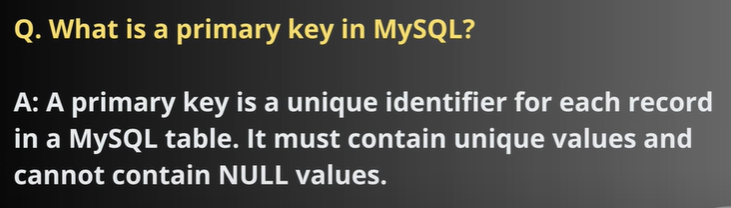 Q. What is a primary key in MySQL?
A: A primary key is a unique identifier for each record
in a MySQL table. It must contain unique values and
cannot contain NULL values.